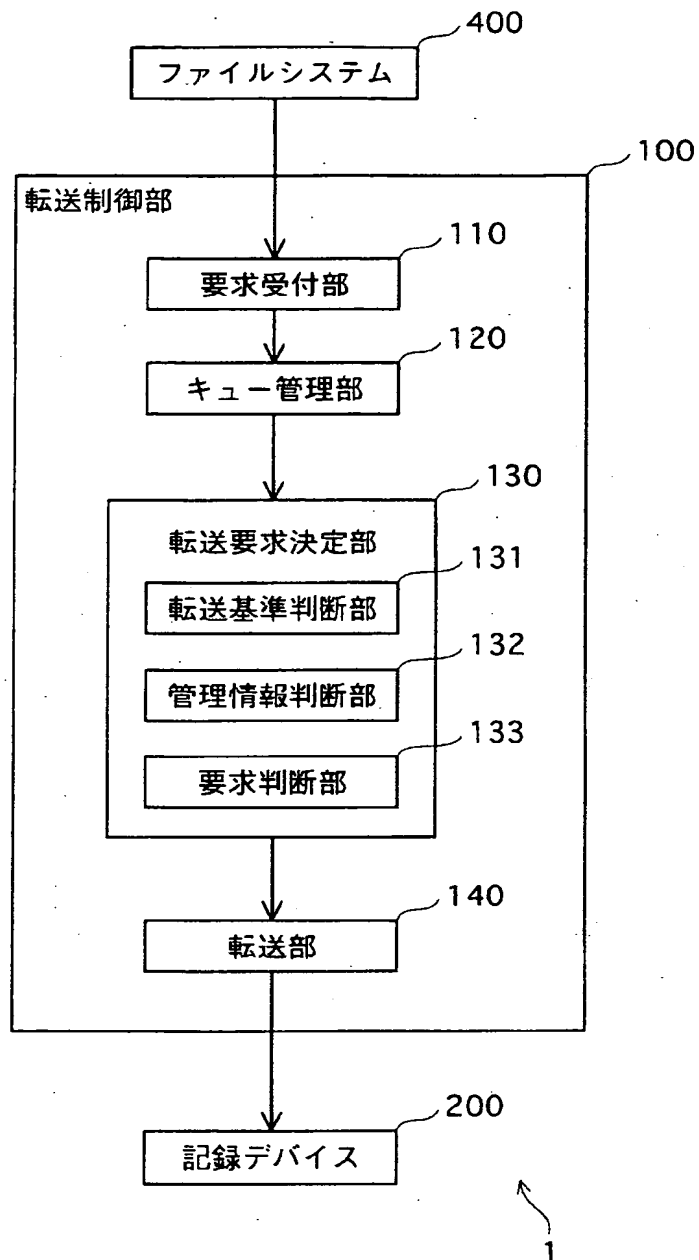 400
ファイルシステム
100
転送制御部
110
要求受付部
120
キュー管理部
130
転送要求決定部
131
転送基準判断部
132
管理情報判断部
133
要求判断部
140
転送部
200
記録デバイス
1